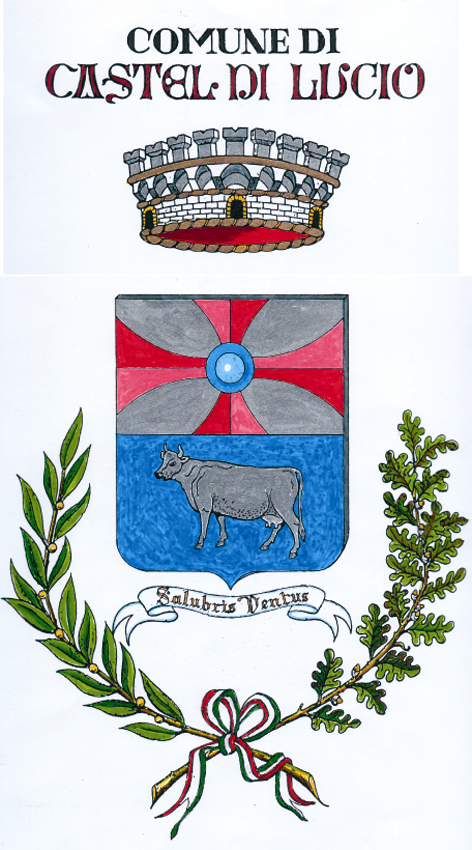 COMUNE DI
CASTEL DI LUCIO
Salubris Ventus